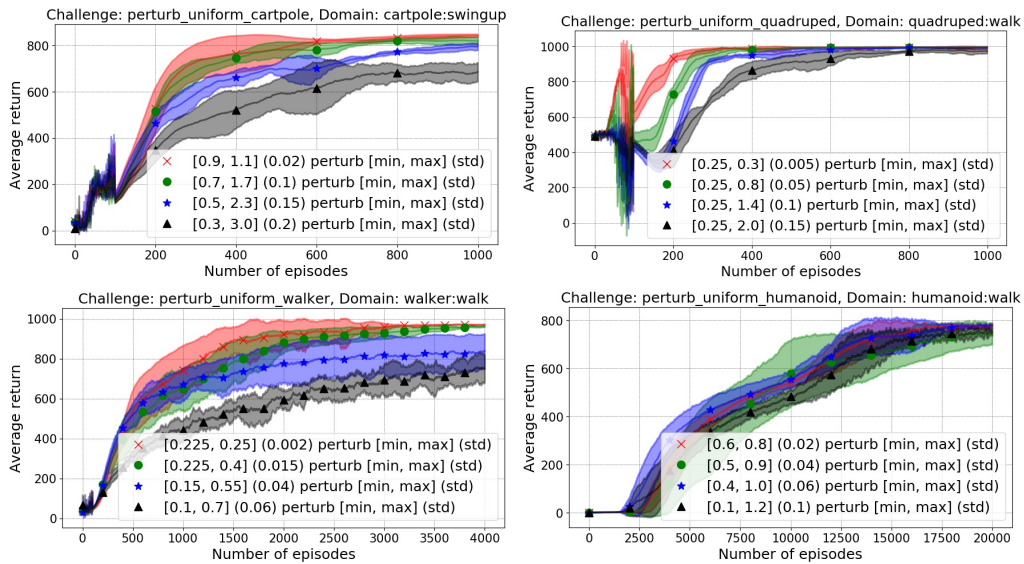 Challenge: perturb_uniform_cartpole, Domain: cartpole:swingup
Average return
800
600
400
200
0
[0.9, 1.1] (0.02) perturb [min, max] (std)
[0.7, 1.7] (0.1) perturb [min, max] (std)
[0.5, 2.3] (0.15) perturb [min, max] (std)
[0.3, 3.0] (0.2) perturb [min, max] (std)
0 200 400 600 800 1000
Number of episodes
Challenge: perturb_uniform_quadruped, Domain: quadruped:walk
Average return
1000
800
600
400
200
0
[0.25, 0.3] (0.005) perturb [min, max] (std)
[0.25, 0.8] (0.05) perturb [min, max] (std)
[0.25, 1.4] (0.1) perturb [min, max] (std)
[0.25, 2.0] (0.15) perturb [min, max] (std)
0 200 400 600 800 1000
Number of episodes
Challenge: perturb_uniform_walker, Domain: walker:walk
Average return
1000
800
600
400
200
0
[0.225, 0.25] (0.002) perturb [min, max] (std)
[0.225, 0.4] (0.015) perturb [min, max] (std)
[0.15, 0.55] (0.04) perturb [min, max] (std)
[0.1, 0.7] (0.06) perturb [min, max] (std)
0 500 1000 1500 2000 2500 3000 3500 4000
Number of episodes
Challenge: perturb_uniform_humanoid, Domain: humanoid:walk
Average return
800
600
400
200
0
[0.6, 0.8] (0.02) perturb [min, max] (std)
[0.5, 0.9] (0.04) perturb [min, max] (std)
[0.4, 1.0] (0.06) perturb [min, max] (std)
[0.1, 1.2] (0.1) perturb [min, max] (std)
0 2500 5000 7500 10000 12500 15000 17500 20000
Number of episodes